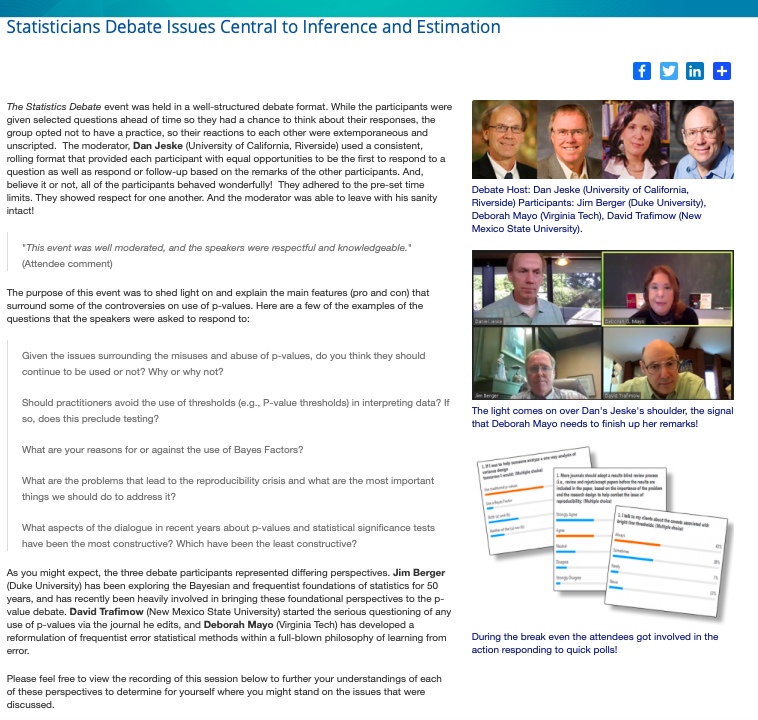 Statisticians Debate Issues Central to Inference and Estimation
The Statistics Debate event was held in a well-structured debate format. While the participants were
given selected questions ahead of time so they had a chance to think about their responses, the
group opted not to have a practice, so their reactions to each other were extemporaneous and
unscripted.  The moderator, Dan Jeske (University of California, Riverside) used a consistent,
rolling format that provided each participant with equal opportunities to be the first to respond to a
question as well as respond or follow-up based on the remarks of the other participants. And,
believe it or not, all of the participants behaved wonderfully!  They adhered to the pre-set time
limits. They showed respect for one another. And the moderator was able to leave with his sanity
intact!
"This event was well moderated, and the speakers were respectful and knowledgeable."
(Attendee comment)
The purpose of this event was to shed light on and explain the main features (pro and con) that
surround some of the controversies on use of p-values. Here are a few of the examples of the
questions that the speakers were asked to respond to:
Given the issues surrounding the misuses and abuse of p-values, do you think they should
continue to be used or not? Why or why not?
Should practitioners avoid the use of thresholds (e.g., P-value thresholds) in interpreting data? If
so, does this preclude testing?
What are your reasons for or against the use of Bayes Factors?
What are the problems that lead to the reproducibility crisis and what are the most important
things we should do to address it?
What aspects of the dialogue in recent years about p-values and statistical significance tests
have been the most constructive? Which have been the least constructive?
As you might expect, the three debate participants represented differing perspectives. Jim Berger
(Duke University) has been exploring the Bayesian and frequentist foundations of statistics for 50
years, and has recently been heavily involved in bringing these foundational perspectives to the p-
value debate. David Trafimow (New Mexico State University) started the serious questioning of any
use of p-values via the journal he edits, and Deborah Mayo (Virginia Tech) has developed a
reformulation of frequentist error statistical methods within a full-blown philosophy of learning from
error.
Please feel free to view the recording of this session below to further your understandings of each
of these perspectives to determine for yourself where you might stand on the issues that were
discussed.
Debate Host: Dan Jeske (University of California,
Riverside) Participants: Jim Berger (Duke University),
Deborah Mayo (Virginia Tech), David Trafimow (New
Mexico State University).
Daniel Jeske
Deborah G. Mayo
Jim Berger
David Trafimow
The light comes on over Dan's Jeske's shoulder, the signal
that Deborah Mayo needs to finish up her remarks!
1. If I was to help someone analyze a one-way analysis of
variance design
tomorrow I would: (Multiple choice)
2. More journals should adopt a results blind review process
(i.e., review and reject/accept papers before the results are
included in the paper, based on the importance of the problem
and the research design to help combat the issue of
reproducibility. (Multiple choice)
Strongly Agree
Agree
Neutral
Disagree
Strongly Disagree
3. I talk to my clients about the caveats associated with
bright-line thresholds: (Multiple choice)
Always
Sometimes
Rarely
Never
During the break even the attendees got involved in the
action responding to quick polls!